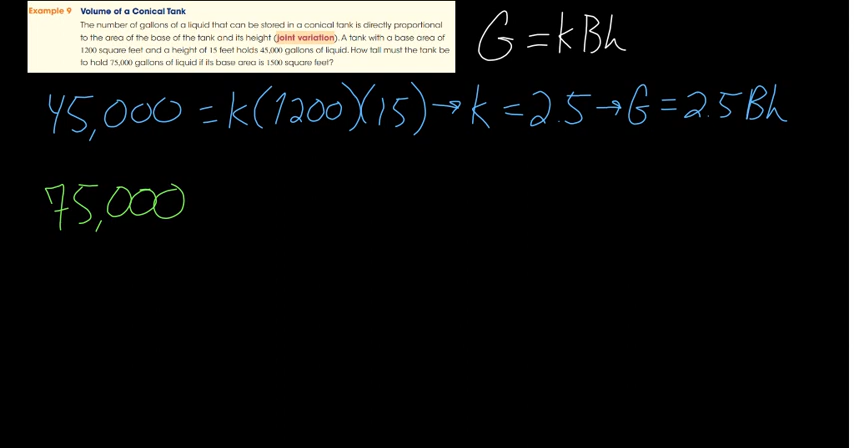 Example 9 Volume of a Conical Tank
The number of gallons of a liquid that can be stored in a conical tank is directly proportional
to the area of the base of the tank and its height (joint variation). A tank with a base area of
1200 square feet and a height of 15 feet holds 45,000 gallons of liquid. How tall must the tank be
to hold 75,000 gallons of liquid if its base area is 1500 square feet?
G = kBh
45,000 = k(1200)(15) → k = 2.5 → G = 2.5Bh
75,000